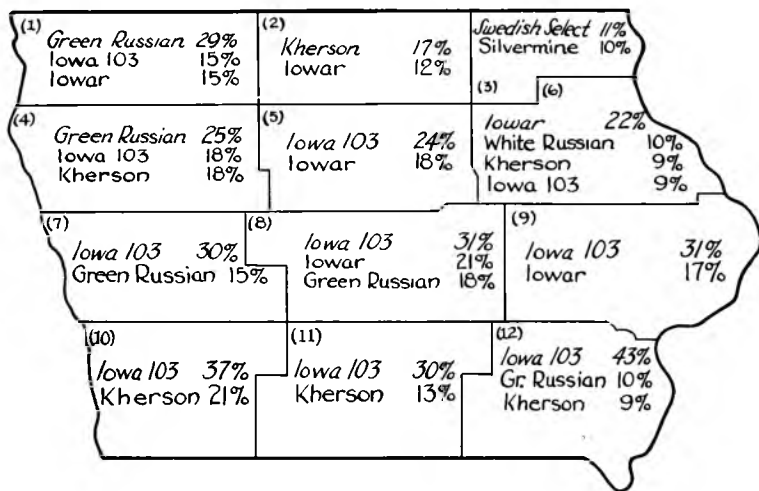 (1)
Green Russian 29%
Iowa 103 15%
Iowar 15%
(2)
Kherson 17%
Iowar 12%
Swedish Select 11%
Silvermine 10%
(3)
(4)
Green Russian 25%
Iowa 103 18%
Kherson 18%
(5)
Iowa 103 24%
Iowar 18%
(6)
Iowar 22%
White Russian 10%
Kherson 9%
Iowa 103 9%
(7)
Iowa 103 30%
Green Russian 15%
(8)
Iowa 103 31%
Iowar 21%
Green Russian 18%
(9)
Iowa 103 31%
Iowar 17%
(10)
Iowa 103 37%
Kherson 21%
(11)
Iowa 103 30%
Kherson 13%
(12)
Iowa 103 43%
Gr. Russian 10%
Kherson 9%